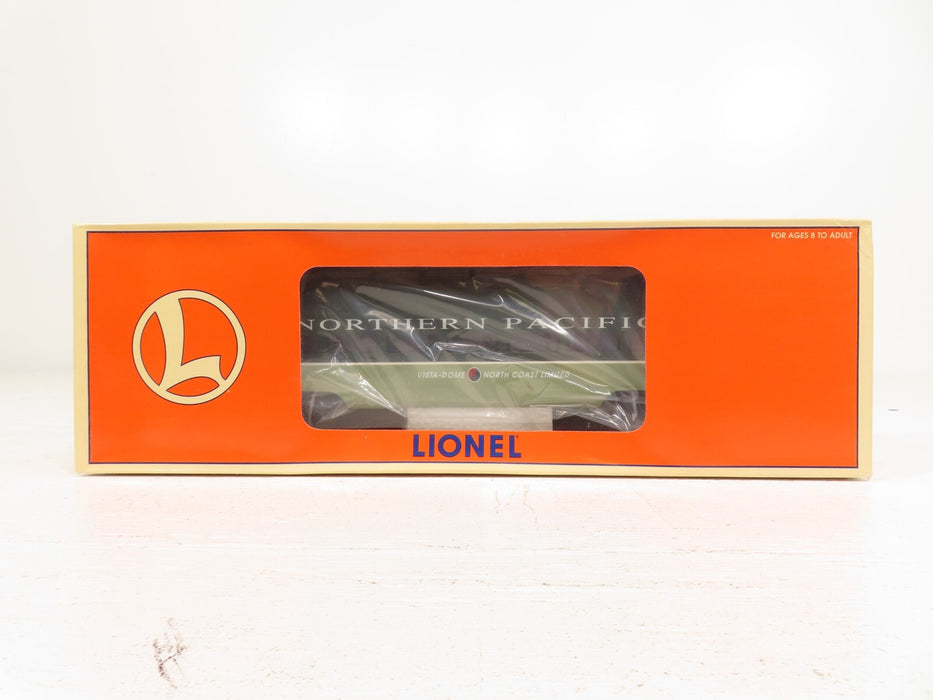 FOR AGES 8 TO ADULT
L
NORTHERN PACIFIC
VISTA-DOME NORTH COAST LIMITED
LIONEL